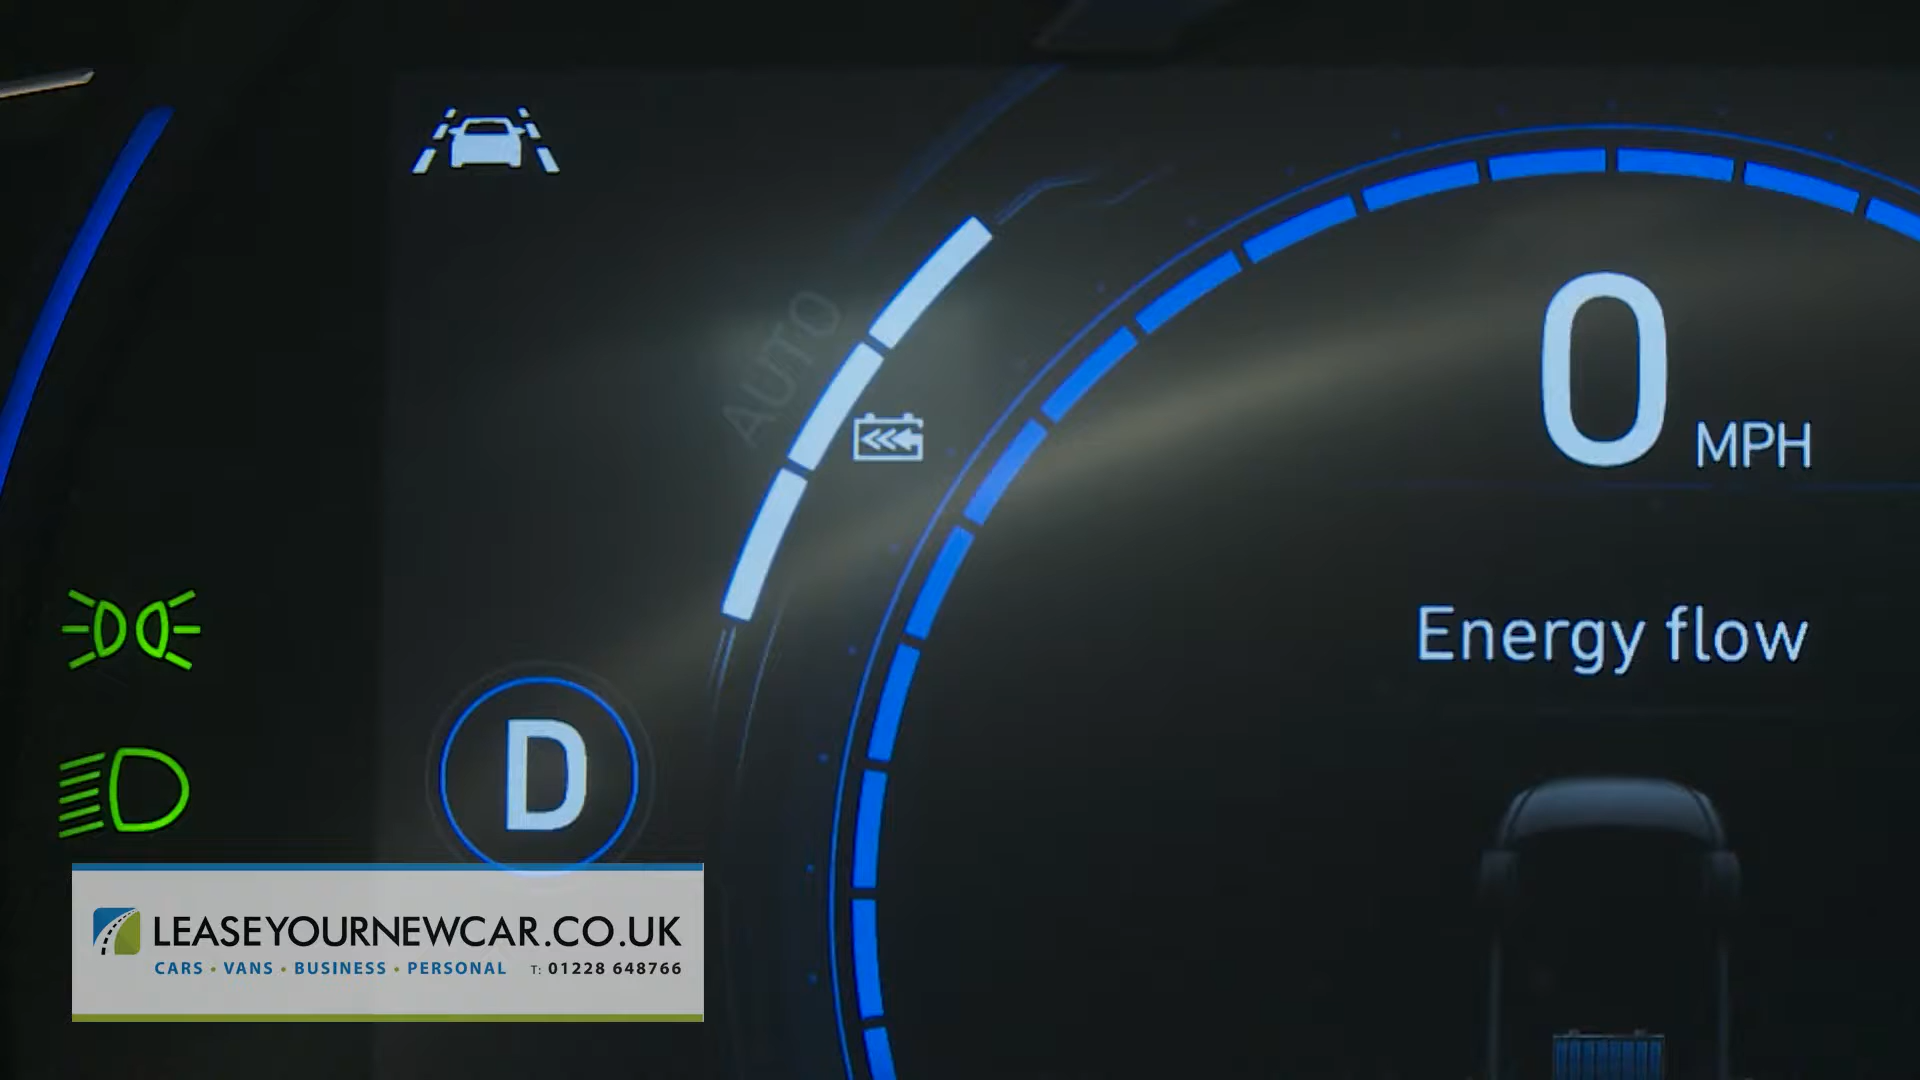 AUTO
0
MPH
Energy flow
D
LEASEYOURNEWCAR.CO.UK
CARS • VANS • BUSINESS • PERSONAL T: 01228 648766